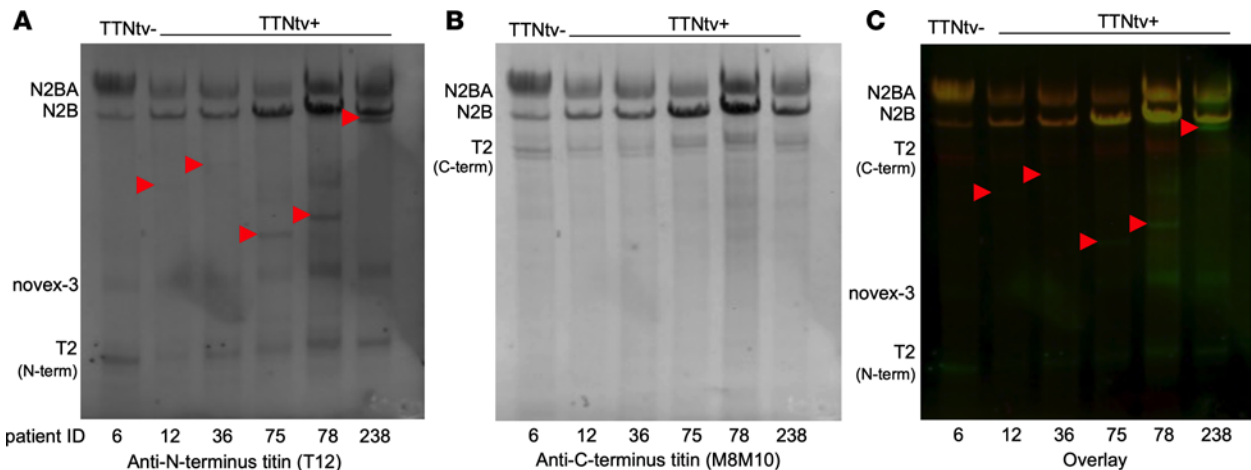 A
TTNtv-
TTNtv+
N2BA
N2B
T2
(C-term)
novex-3
T2
(N-term)
patient ID
6 12 36 75 78 238
Anti-N-terminus titin (T12)
B
TTNtv-
TTNtv+
N2BA
N2B
T2
(C-term)
6 12 36 75 78 238
Anti-C-terminus titin (M8M10)
C
TTNtv-
TTNtv+
N2BA
N2B
T2
(C-term)
novex-3
T2
(N-term)
6 12 36 75 78 238
Overlay